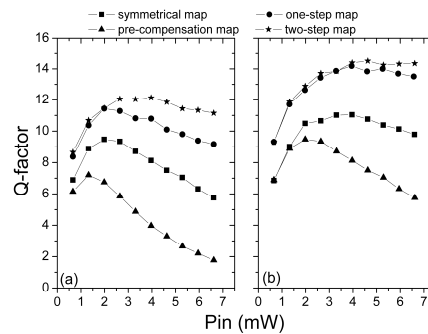 symmetrical map
one-step map
pre-compensation map
two-step map
16
14
12
10
8
6
4
2
0
Q-factor
(a)
(b)
0 1 2 3 4 5 6 7
0 1 2 3 4 5 6 7
Pin (mW)